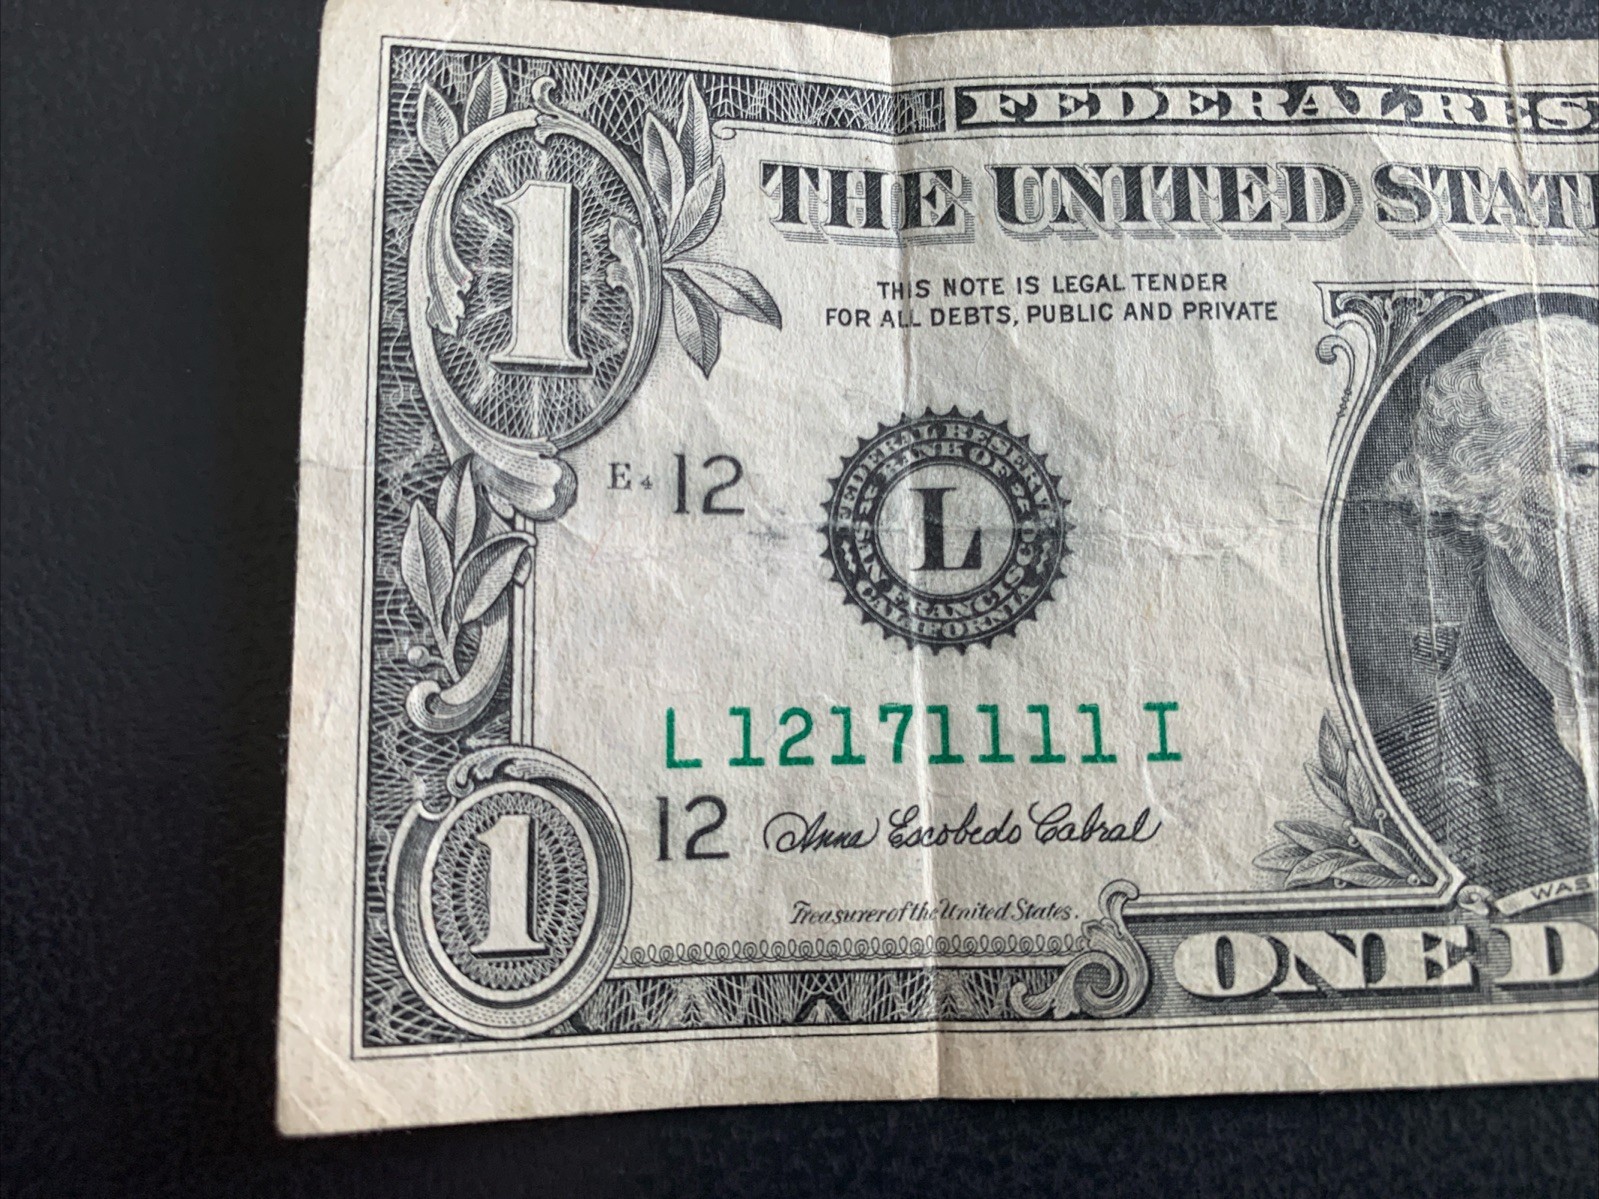 1
FEDERAL RES
THE UNITED STAT
THIS NOTE IS LEGAL TENDER
FOR ALL DEBTS, PUBLIC AND PRIVATE
E4 12
FEDERAL RESERVE
BANK OF
L
SAN FRANCISCO
CALIFORNIA
L 12171111 I
12 Anna Escobedo Cabral
Treasurer of the United States.
1
WAS
ONE D